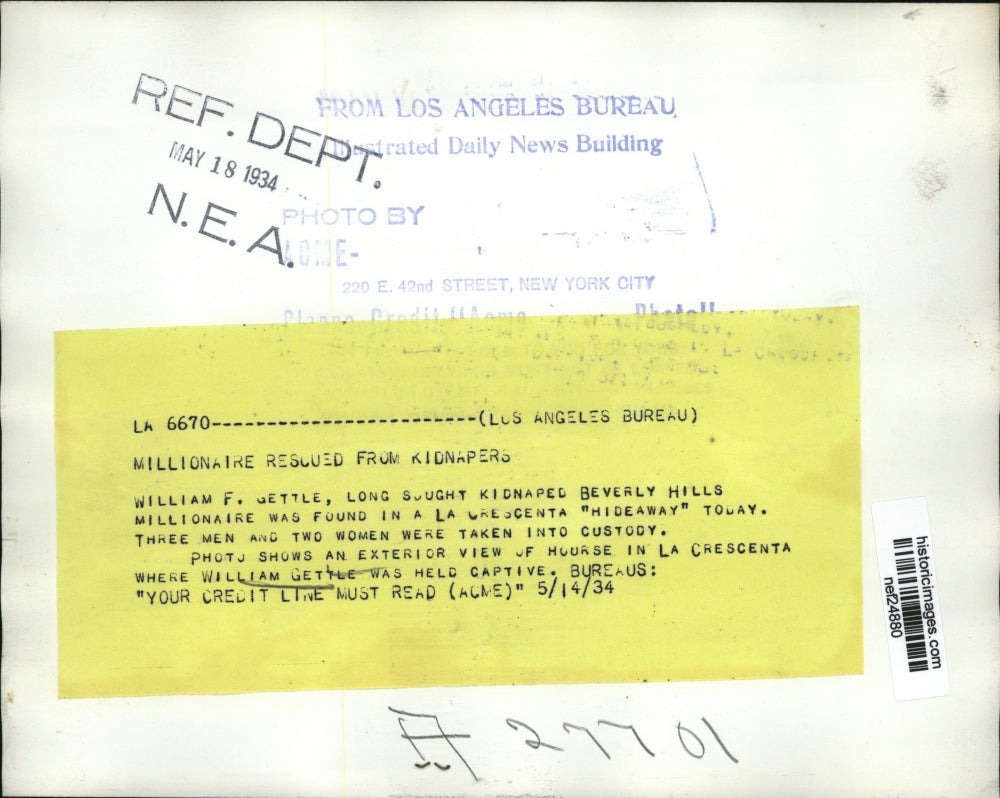 REF. DEPT.
MAY 18 1934
N. E. A.
FROM LOS ANGELES BUREAU
Illustrated Daily News Building
PHOTO BY
ACME-
220 E. 42nd STREET, NEW YORK CITY
Please Credit "Acme Photo"
LA 6670------------------------(LOS ANGELES BUREAU)
MILLIONAIRE RESCUED FROM KIDNAPERS
WILLIAM F. GETTLE, LONG SOUGHT KIDNAPED BEVERLY HILLS
MILLIONAIRE WAS FOUND IN A LA CRESCENTA "HIDEAWAY" TODAY.
THREE MEN AND TWO WOMEN WERE TAKEN INTO CUSTODY.
PHOTO SHOWS AN EXTERIOR VIEW OF HOURSE IN LA CRESCENTA
WHERE WILLIAM GETTLE WAS HELD CAPTIVE. BUREAUS:
"YOUR CREDIT LINE MUST READ (ACME)" 5/14/34
historicimages.com
nef24880
A 27701